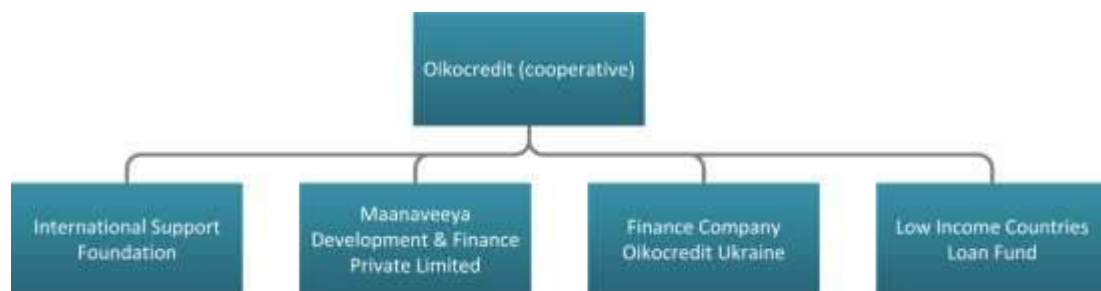 Oikocredit (cooperative)
International Support
Foundation
Maanaveeya
Development & Finance
Private Limited
Finance Company
Oikocredit Ukraine
Low Income Countries
Loan Fund